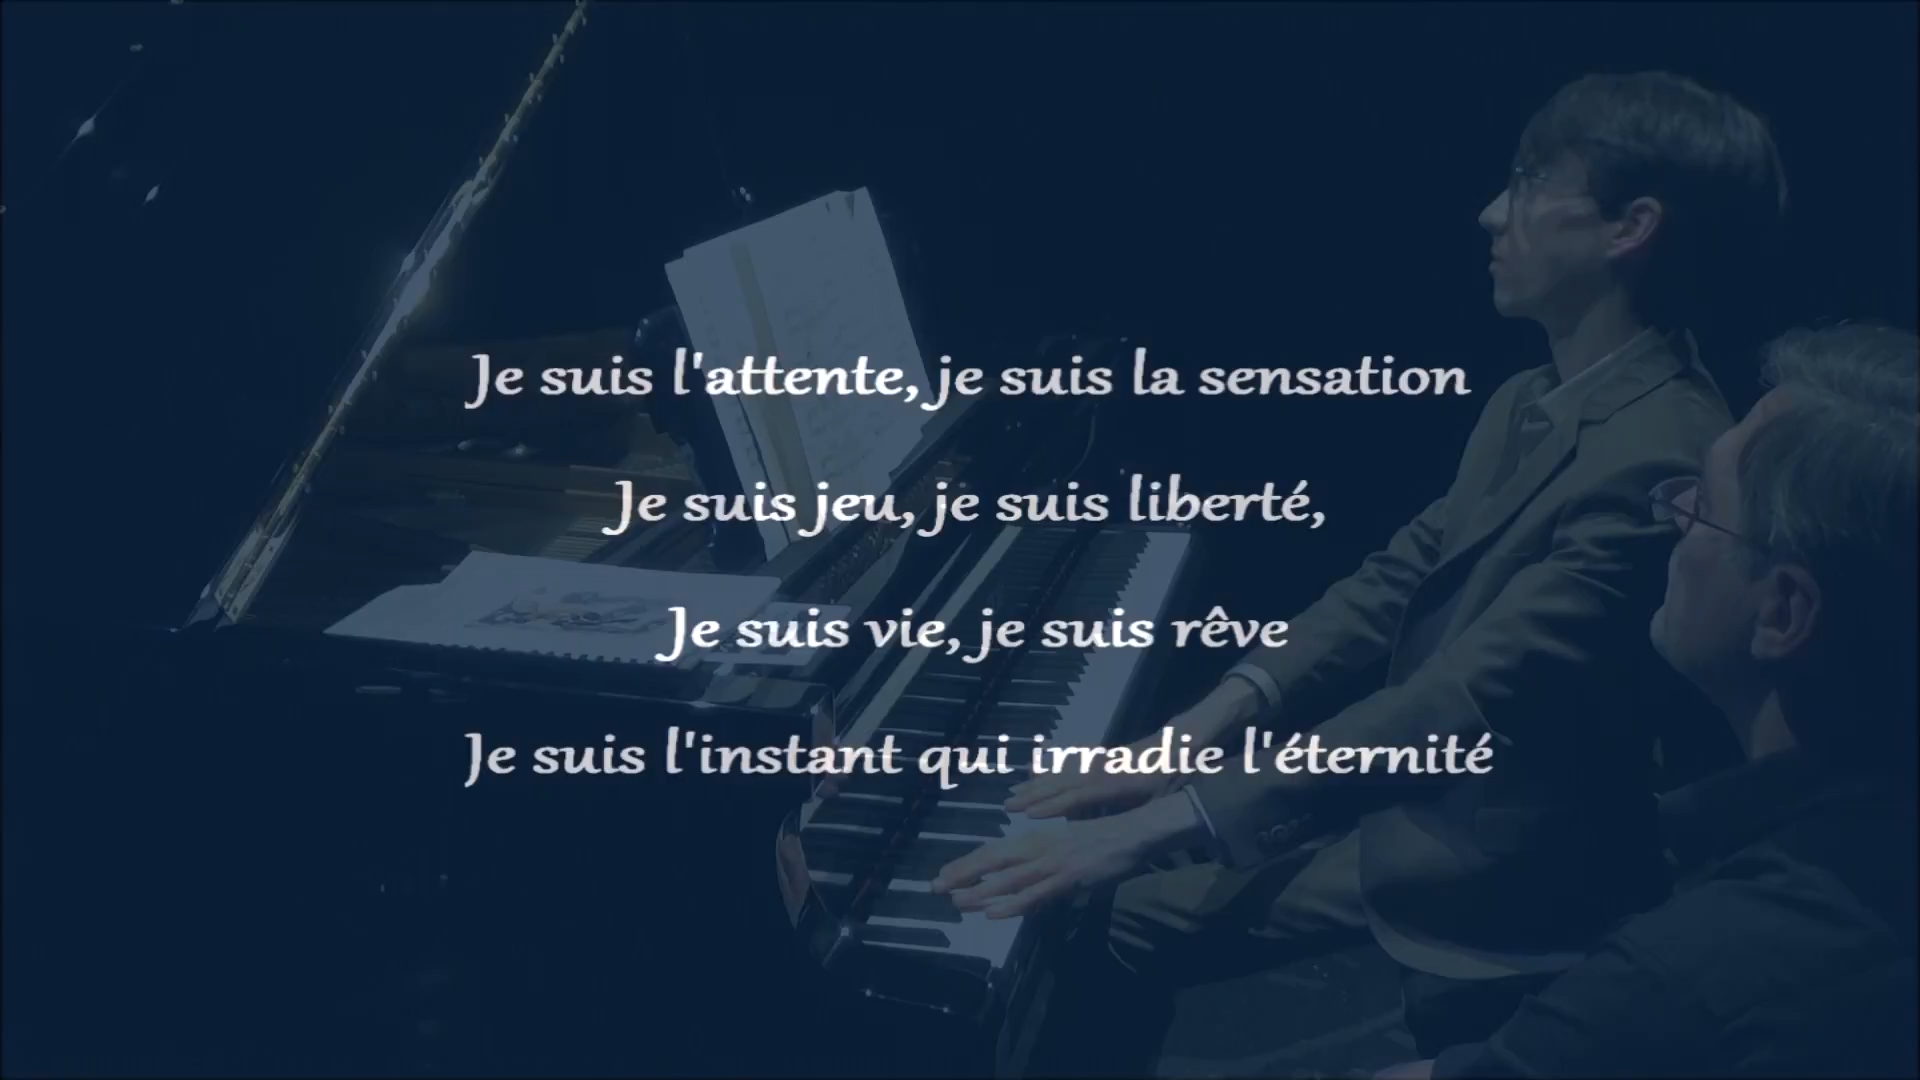 Je suis l'attente, je suis la sensation
Je suis jeu, je suis liberté,
Je suis vie, je suis rêve
Je suis l'instant qui irradie l'éternité